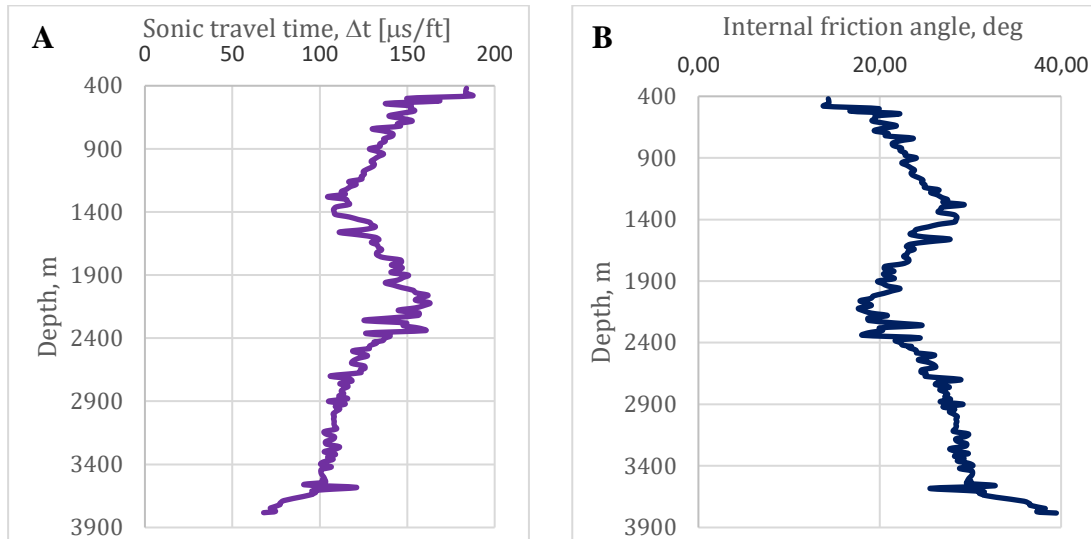 A
Sonic travel time, Δt [μs/ft]
0 50 100 150 200
400
900
1400
1900
2400
2900
3400
3900
Depth, m
B
Internal friction angle, deg
0,00 20,00 40,00
400
900
1400
1900
2400
2900
3400
3900
Depth, m